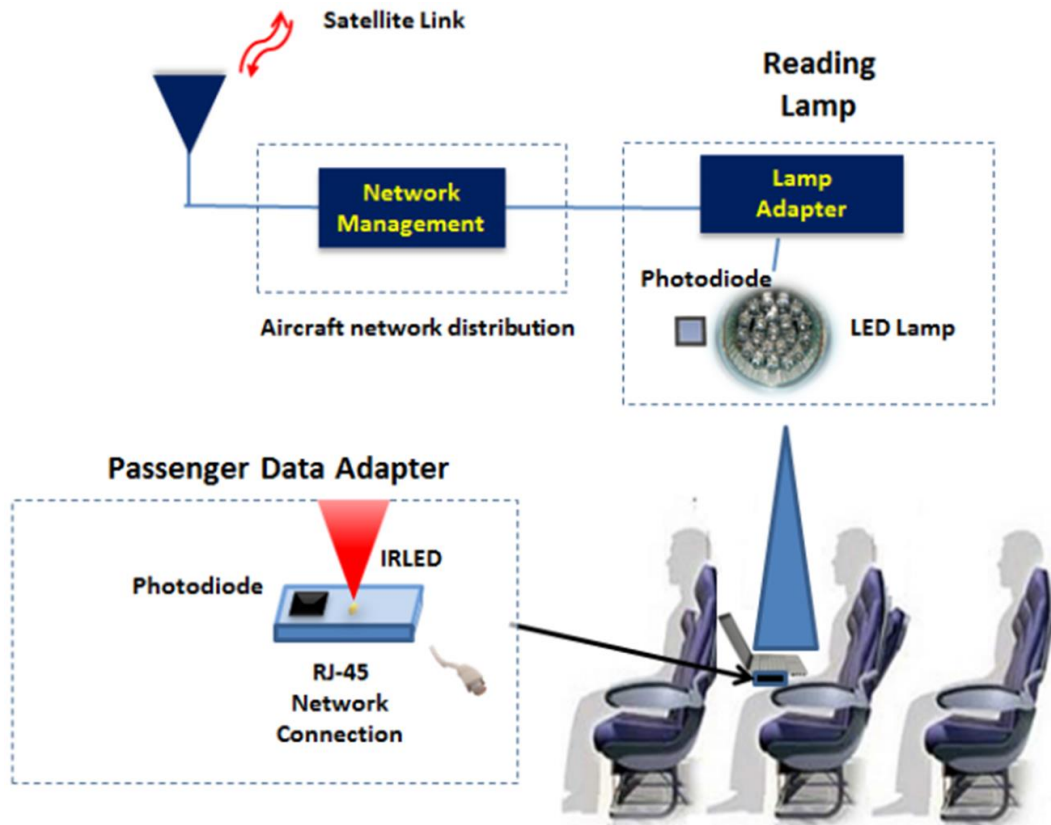 Satellite Link
Reading
Lamp
Network
Management
Lamp
Adapter
Photodiode
LED Lamp
Aircraft network distribution
Passenger Data Adapter
IRLED
Photodiode
RJ-45
Network
Connection